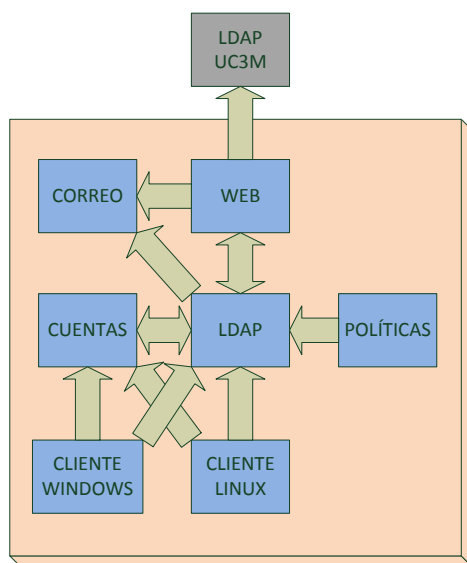 LDAP
UC3M
CORREO
WEB
CUENTAS
LDAP
POLÍTICAS
CLIENTE
WINDOWS
CLIENTE
LINUX